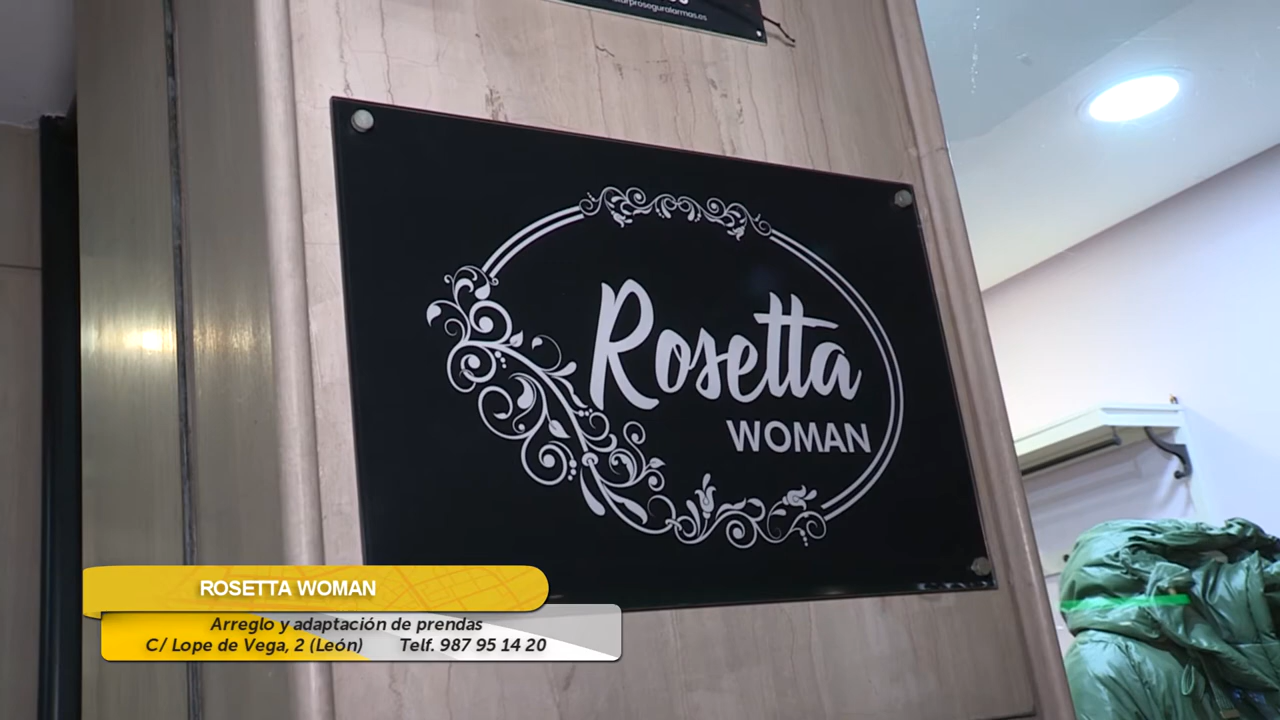 Rosetta
WOMAN
ROSETTA WOMAN
Arreglo y adaptación de prendas
C/ Lope de Vega, 2 (León) Telf. 987 95 14 20